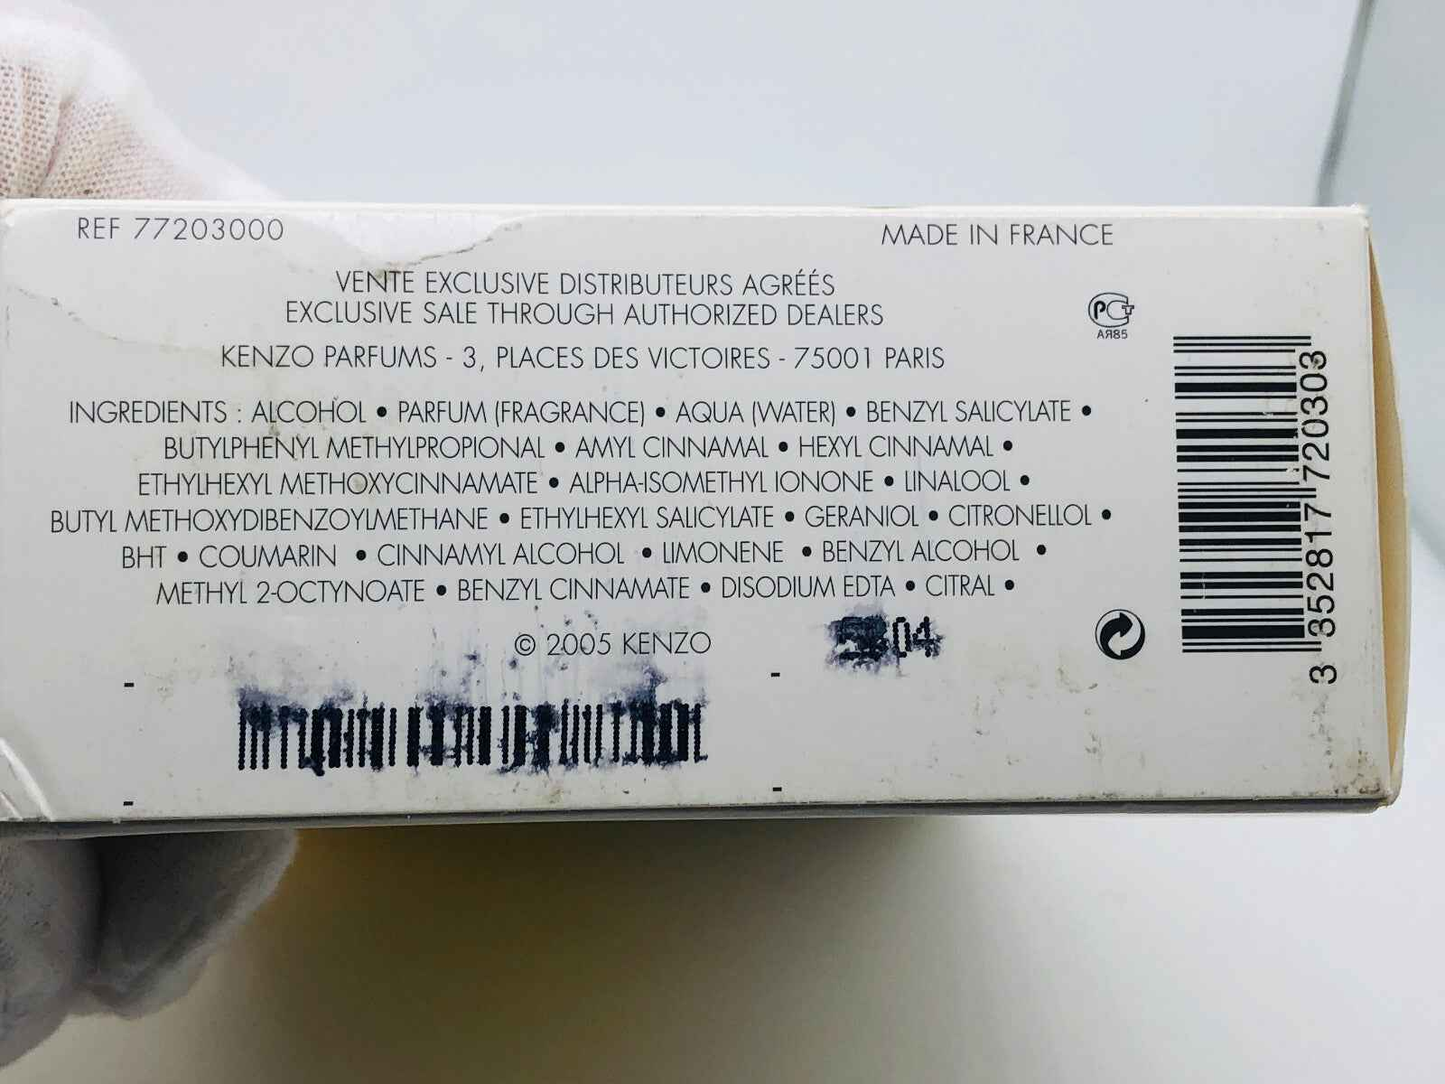 REF 77203000
MADE IN FRANCE
VENTE EXCLUSIVE DISTRIBUTEURS AGRÉÉS
EXCLUSIVE SALE THROUGH AUTHORIZED DEALERS
KENZO PARFUMS - 3, PLACES DES VICTOIRES - 75001 PARIS
РСТ
АЯ85
INGREDIENTS : ALCOHOL • PARFUM (FRAGRANCE) • AQUA (WATER) • BENZYL SALICYLATE •
BUTYLPHENYL METHYLPROPIONAL • AMYL CINNAMAL • HEXYL CINNAMAL •
ETHYLHEXYL METHOXYCINNAMATE • ALPHA-ISOMETHYL IONONE • LINALOOL •
BUTYL METHOXYDIBENZOYLMETHANE • ETHYLHEXYL SALICYLATE • GERANIOL • CITRONELLOL •
BHT • COUMARIN • CINNAMYL ALCOHOL • LIMONENE • BENZYL ALCOHOL •
METHYL 2-OCTYNOATE • BENZYL CINNAMATE • DISODIUM EDTA • CITRAL •
© 2005 KENZO
3 352817 720303